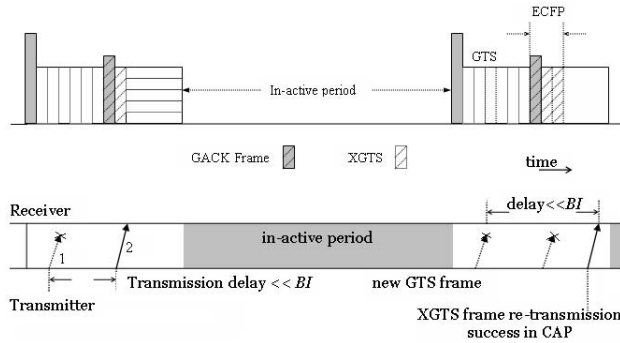 ECFP
GTS
In-active period
GACK Frame
XGTS
time
Receiver
delay<<BI
in-active period
1
2
Transmission delay << BI
new GTS frame
Transmitter
XGTS frame re-transmission
success in CAP